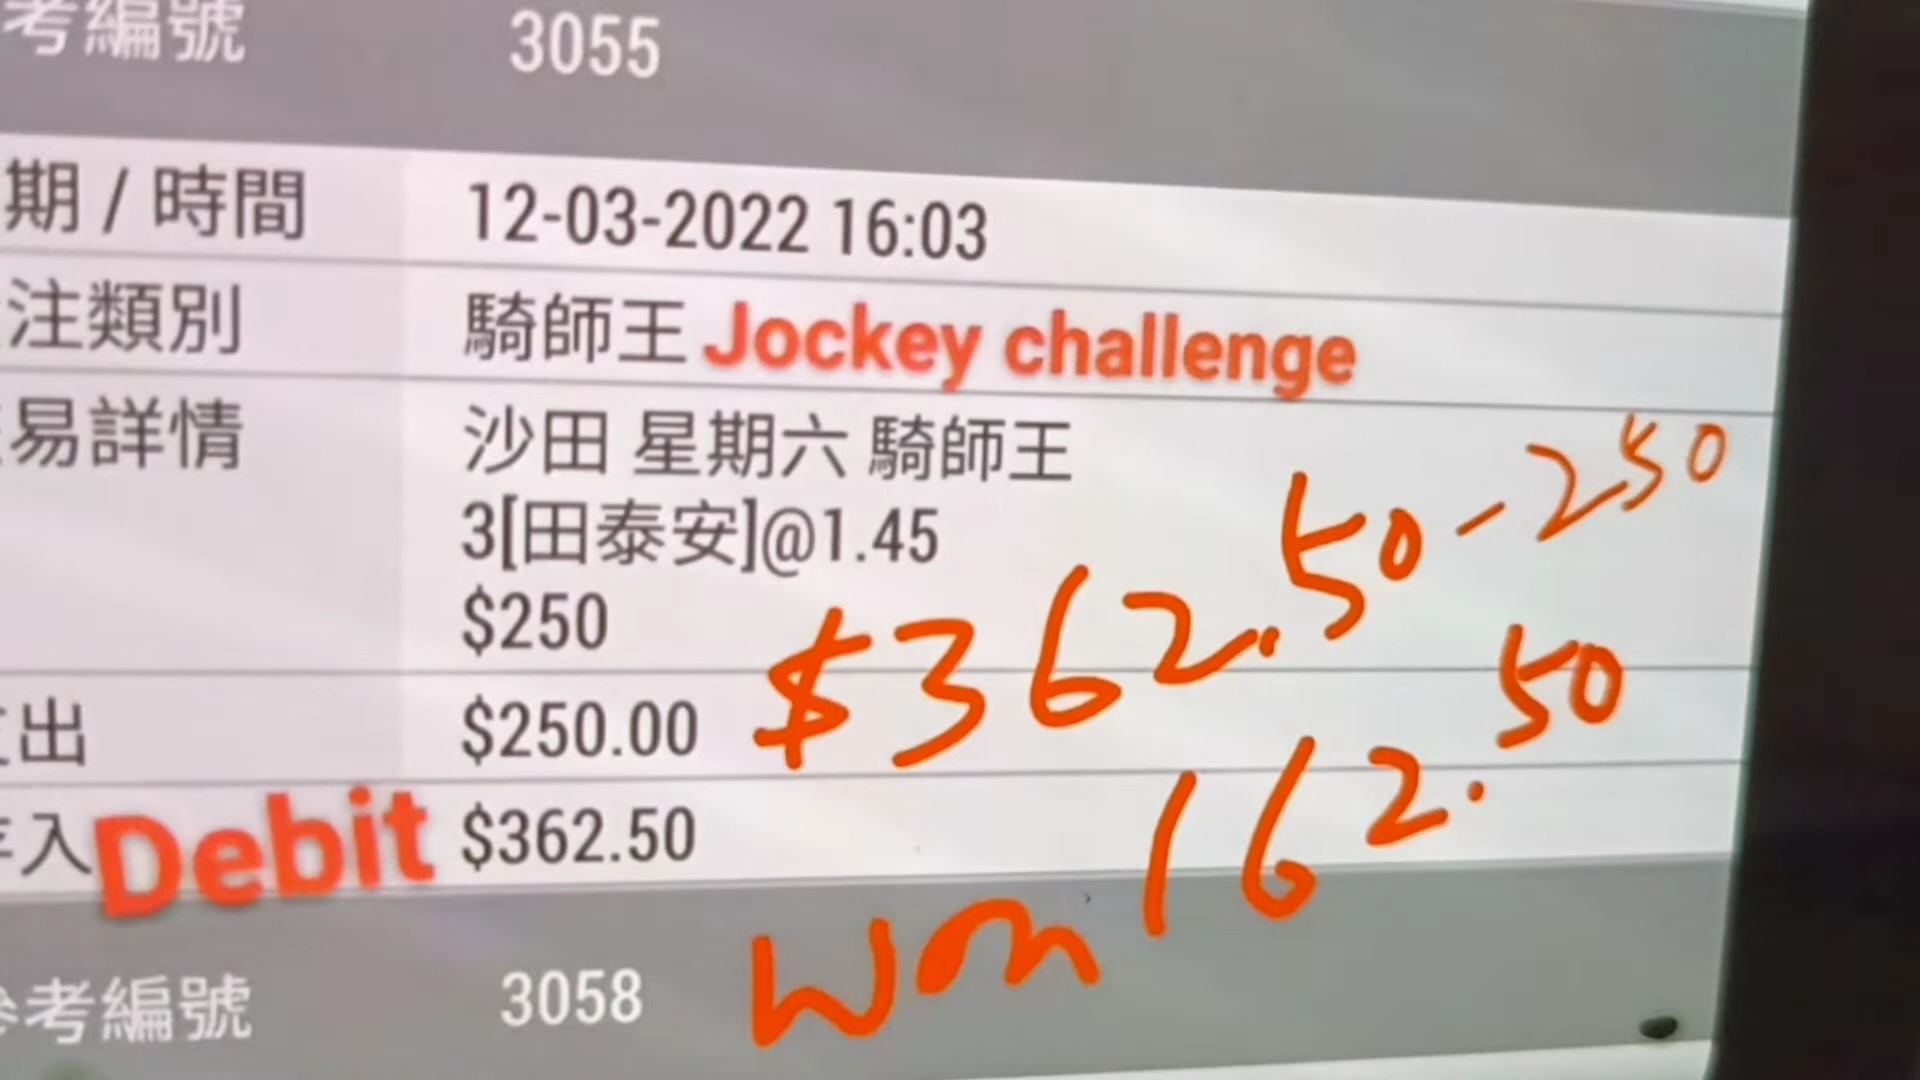 考編號 3055
期 / 時間 12-03-2022 16:03
注類別 騎師王 Jockey challenge
易詳情 沙田 星期六 騎師王
3[田泰安]@1.45
$250
$362.50-250
出 $250.00
入 Debit $362.50
won 162.50
參考編號 3058